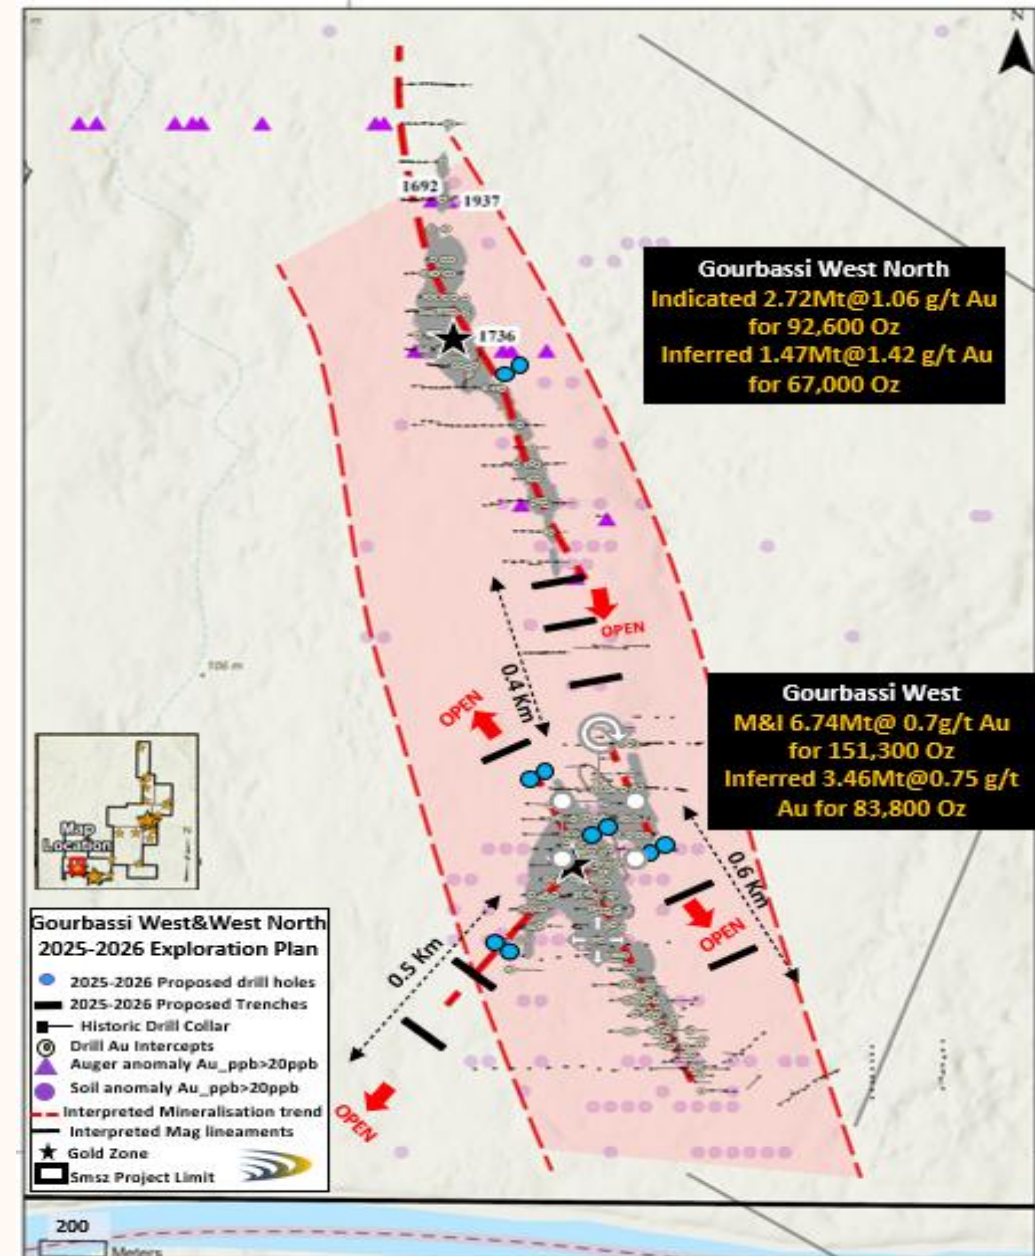 Z
1692
1937
Gourbassi West North
Indicated 2.72Mt@1.06 g/t Au
for 92,600 Oz
Inferred 1.47Mt@1.42 g/t Au
for 67,000 Oz
1736
OPEN
0.4 Km
106 m
OPEN
Gourbassi West
M&I 6.74Mt@ 0.7g/t Au
for 151,300 Oz
Inferred 3.46Mt@0.75 g/t
Au for 83,800 Oz
Map
Location
N
0.6 Km
OPEN
0.5 Km
OPEN
Gourbassi West&West North
2025-2026 Exploration Plan
2025-2026 Proposed drill holes
2025-2026 Proposed Trenches
Historic Drill Collar
Drill Au Intercepts
Auger anomaly Au_ppb>20ppb
Soil anomaly Au_ppb>20ppb
Interpreted Mineralisation trend
Interpreted Mag lineaments
Gold Zone
Smsz Project Limit
200
Meters